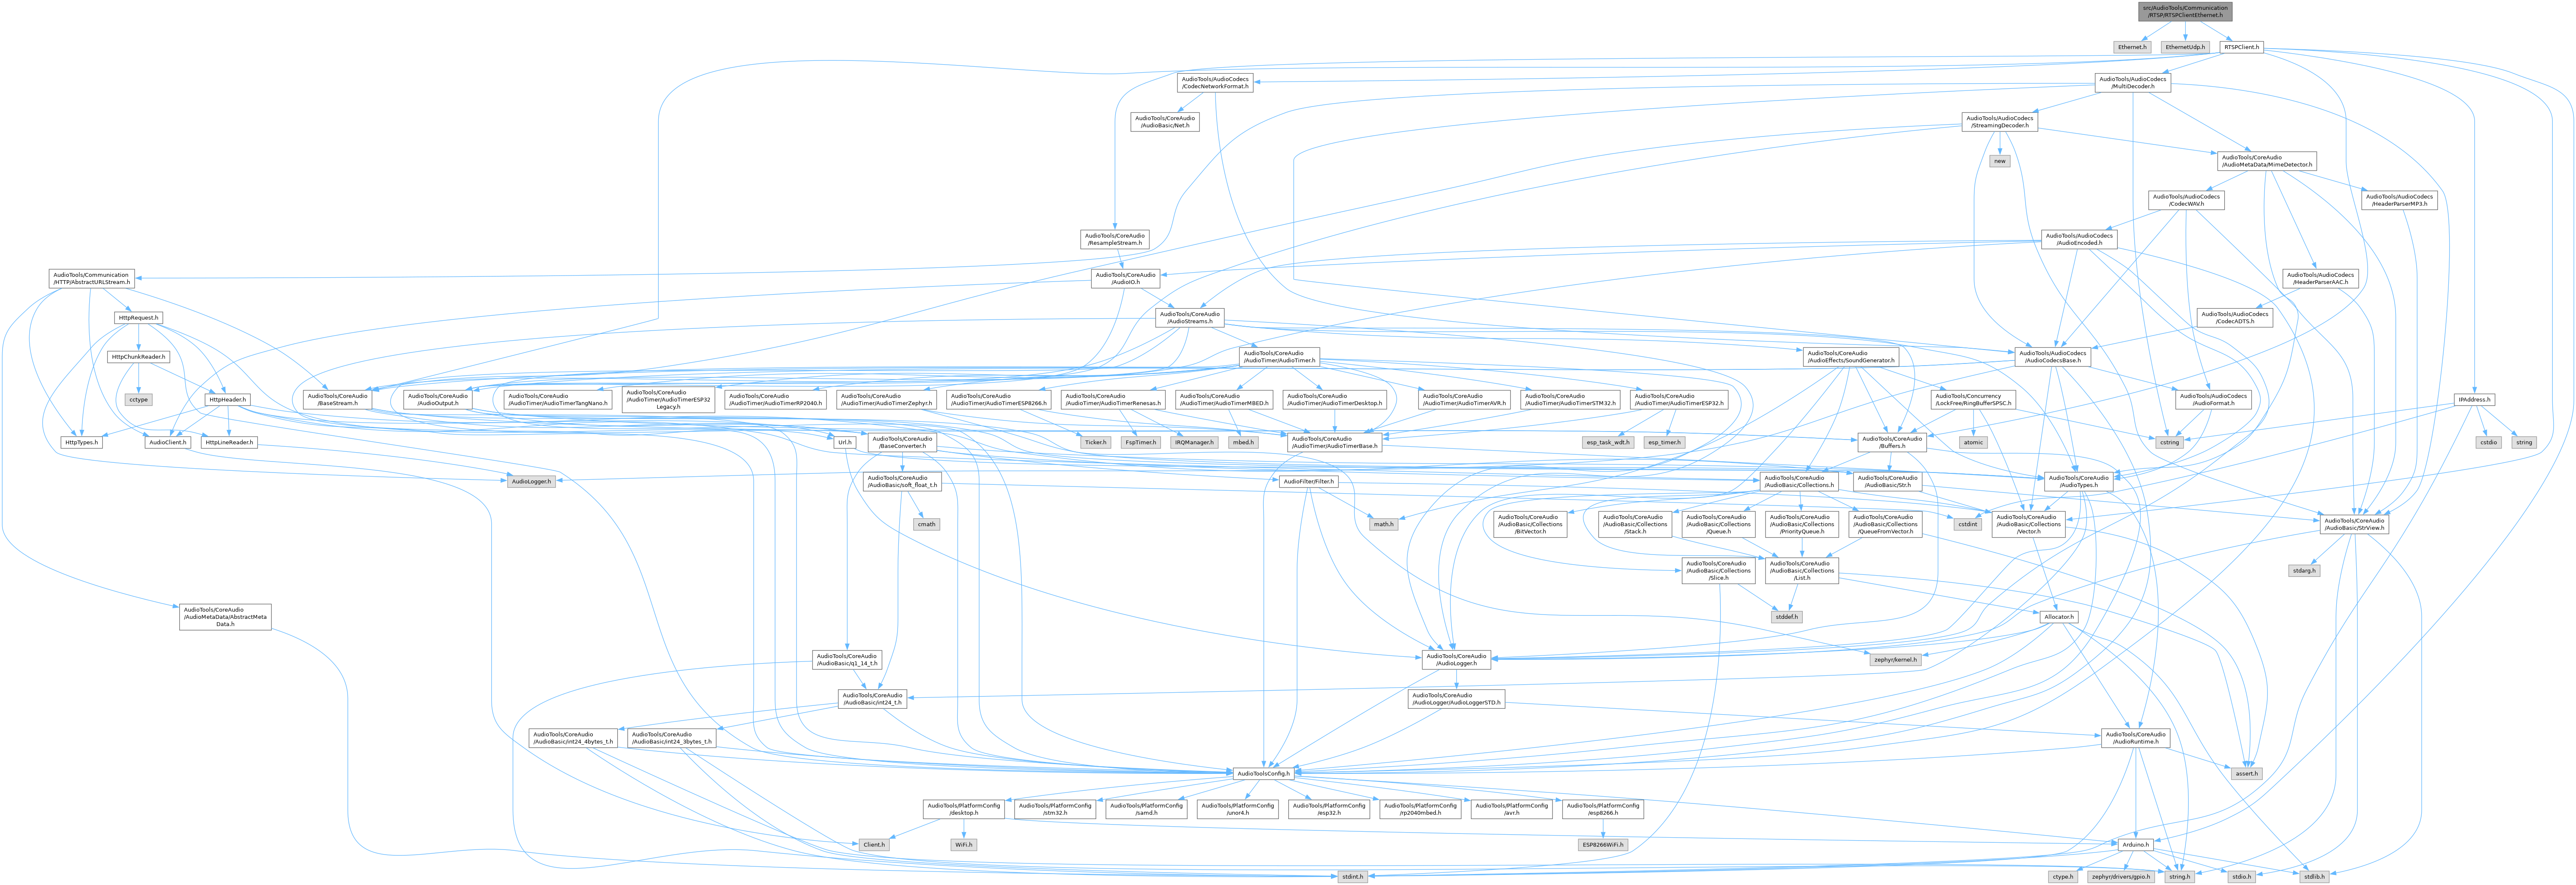 src/AudioTools/Communication
/RTSP/RTSPClientEthernet.h
Ethernet.h
EthernetUdp.h
RTSPClient.h
AudioTools/AudioCodecs
/CodecNetworkFormat.h
AudioTools/AudioCodecs
/MultiDecoder.h
AudioTools/CoreAudio
/AudioBasic/Net.h
AudioTools/AudioCodecs
/StreamingDecoder.h
new
AudioTools/CoreAudio
/AudioMetaData/MimeDetector.h
AudioTools/AudioCodecs
/CodecWAV.h
AudioTools/AudioCodecs
/HeaderParserMP3.h
AudioTools/CoreAudio
/ResampleStream.h
AudioTools/AudioCodecs
/AudioEncoded.h
AudioTools/Communication
/HTTP/AbstractURLStream.h
AudioTools/CoreAudio
/AudioIO.h
AudioTools/AudioCodecs
/HeaderParserAAC.h
HttpRequest.h
AudioTools/CoreAudio
/AudioStreams.h
AudioTools/AudioCodecs
/CodecADTS.h
HttpChunkReader.h
AudioTools/CoreAudio
/AudioTimer/AudioTimer.h
AudioTools/CoreAudio
/AudioEffects/SoundGenerator.h
AudioTools/AudioCodecs
/AudioCodecsBase.h
cctype
HttpHeader.h
AudioTools/CoreAudio
/BaseStream.h
AudioTools/CoreAudio
/AudioOutput.h
AudioTools/CoreAudio
/AudioTimer/AudioTimerTangNano.h
AudioTools/CoreAudio
/AudioTimer/AudioTimerESP32
Legacy.h
AudioTools/CoreAudio
/AudioTimer/AudioTimerRP2040.h
AudioTools/CoreAudio
/AudioTimer/AudioTimerZephyr.h
AudioTools/CoreAudio
/AudioTimer/AudioTimerESP8266.h
AudioTools/CoreAudio
/AudioTimer/AudioTimerRenesas.h
AudioTools/CoreAudio
/AudioTimer/AudioTimerMBED.h
AudioTools/CoreAudio
/AudioTimer/AudioTimerDesktop.h
AudioTools/CoreAudio
/AudioTimer/AudioTimerAVR.h
AudioTools/CoreAudio
/AudioTimer/AudioTimerSTM32.h
AudioTools/CoreAudio
/AudioTimer/AudioTimerESP32.h
AudioTools/Concurrency
/LockFree/RingBufferSPSC.h
AudioTools/AudioCodecs
/AudioFormat.h
IPAddress.h
HttpTypes.h
AudioClient.h
HttpLineReader.h
Url.h
AudioTools/CoreAudio
/BaseConverter.h
Ticker.h
FspTimer.h
IRQManager.h
mbed.h
AudioTools/CoreAudio
/AudioTimer/AudioTimerBase.h
esp_task_wdt.h
esp_timer.h
AudioTools/CoreAudio
/Buffers.h
atomic
cstring
cstdio
string
AudioLogger.h
AudioTools/CoreAudio
/AudioBasic/soft_float_t.h
AudioFilter/Filter.h
AudioTools/CoreAudio
/AudioBasic/Collections.h
AudioTools/CoreAudio
/AudioBasic/Str.h
AudioTools/CoreAudio
/AudioTypes.h
cmath
math.h
AudioTools/CoreAudio
/AudioBasic/Collections
/BitVector.h
AudioTools/CoreAudio
/AudioBasic/Collections
/Stack.h
AudioTools/CoreAudio
/AudioBasic/Collections
/Queue.h
AudioTools/CoreAudio
/AudioBasic/Collections
/PriorityQueue.h
AudioTools/CoreAudio
/AudioBasic/Collections
/QueueFromVector.h
cstdint
AudioTools/CoreAudio
/AudioBasic/Collections
/Vector.h
AudioTools/CoreAudio
/AudioBasic/StrView.h
AudioTools/CoreAudio
/AudioBasic/Collections
/Slice.h
AudioTools/CoreAudio
/AudioBasic/Collections
/List.h
stdarg.h
AudioTools/CoreAudio
/AudioMetaData/AbstractMeta
Data.h
stddef.h
Allocator.h
AudioTools/CoreAudio
/AudioBasic/q1_14_t.h
AudioTools/CoreAudio
/AudioLogger.h
zephyr/kernel.h
AudioTools/CoreAudio
/AudioBasic/int24_t.h
AudioTools/CoreAudio
/AudioLogger/AudioLoggerSTD.h
AudioTools/CoreAudio
/AudioBasic/int24_4bytes_t.h
AudioTools/CoreAudio
/AudioBasic/int24_3bytes_t.h
AudioTools/CoreAudio
/AudioRuntime.h
AudioToolsConfig.h
assert.h
AudioTools/PlatformConfig
/desktop.h
AudioTools/PlatformConfig
/stm32.h
AudioTools/PlatformConfig
/samd.h
AudioTools/PlatformConfig
/unor4.h
AudioTools/PlatformConfig
/esp32.h
AudioTools/PlatformConfig
/rp2040mbed.h
AudioTools/PlatformConfig
/avr.h
AudioTools/PlatformConfig
/esp8266.h
Client.h
WiFi.h
ESP8266WiFi.h
Arduino.h
stdint.h
ctype.h
zephyr/drivers/gpio.h
string.h
stdio.h
stdlib.h